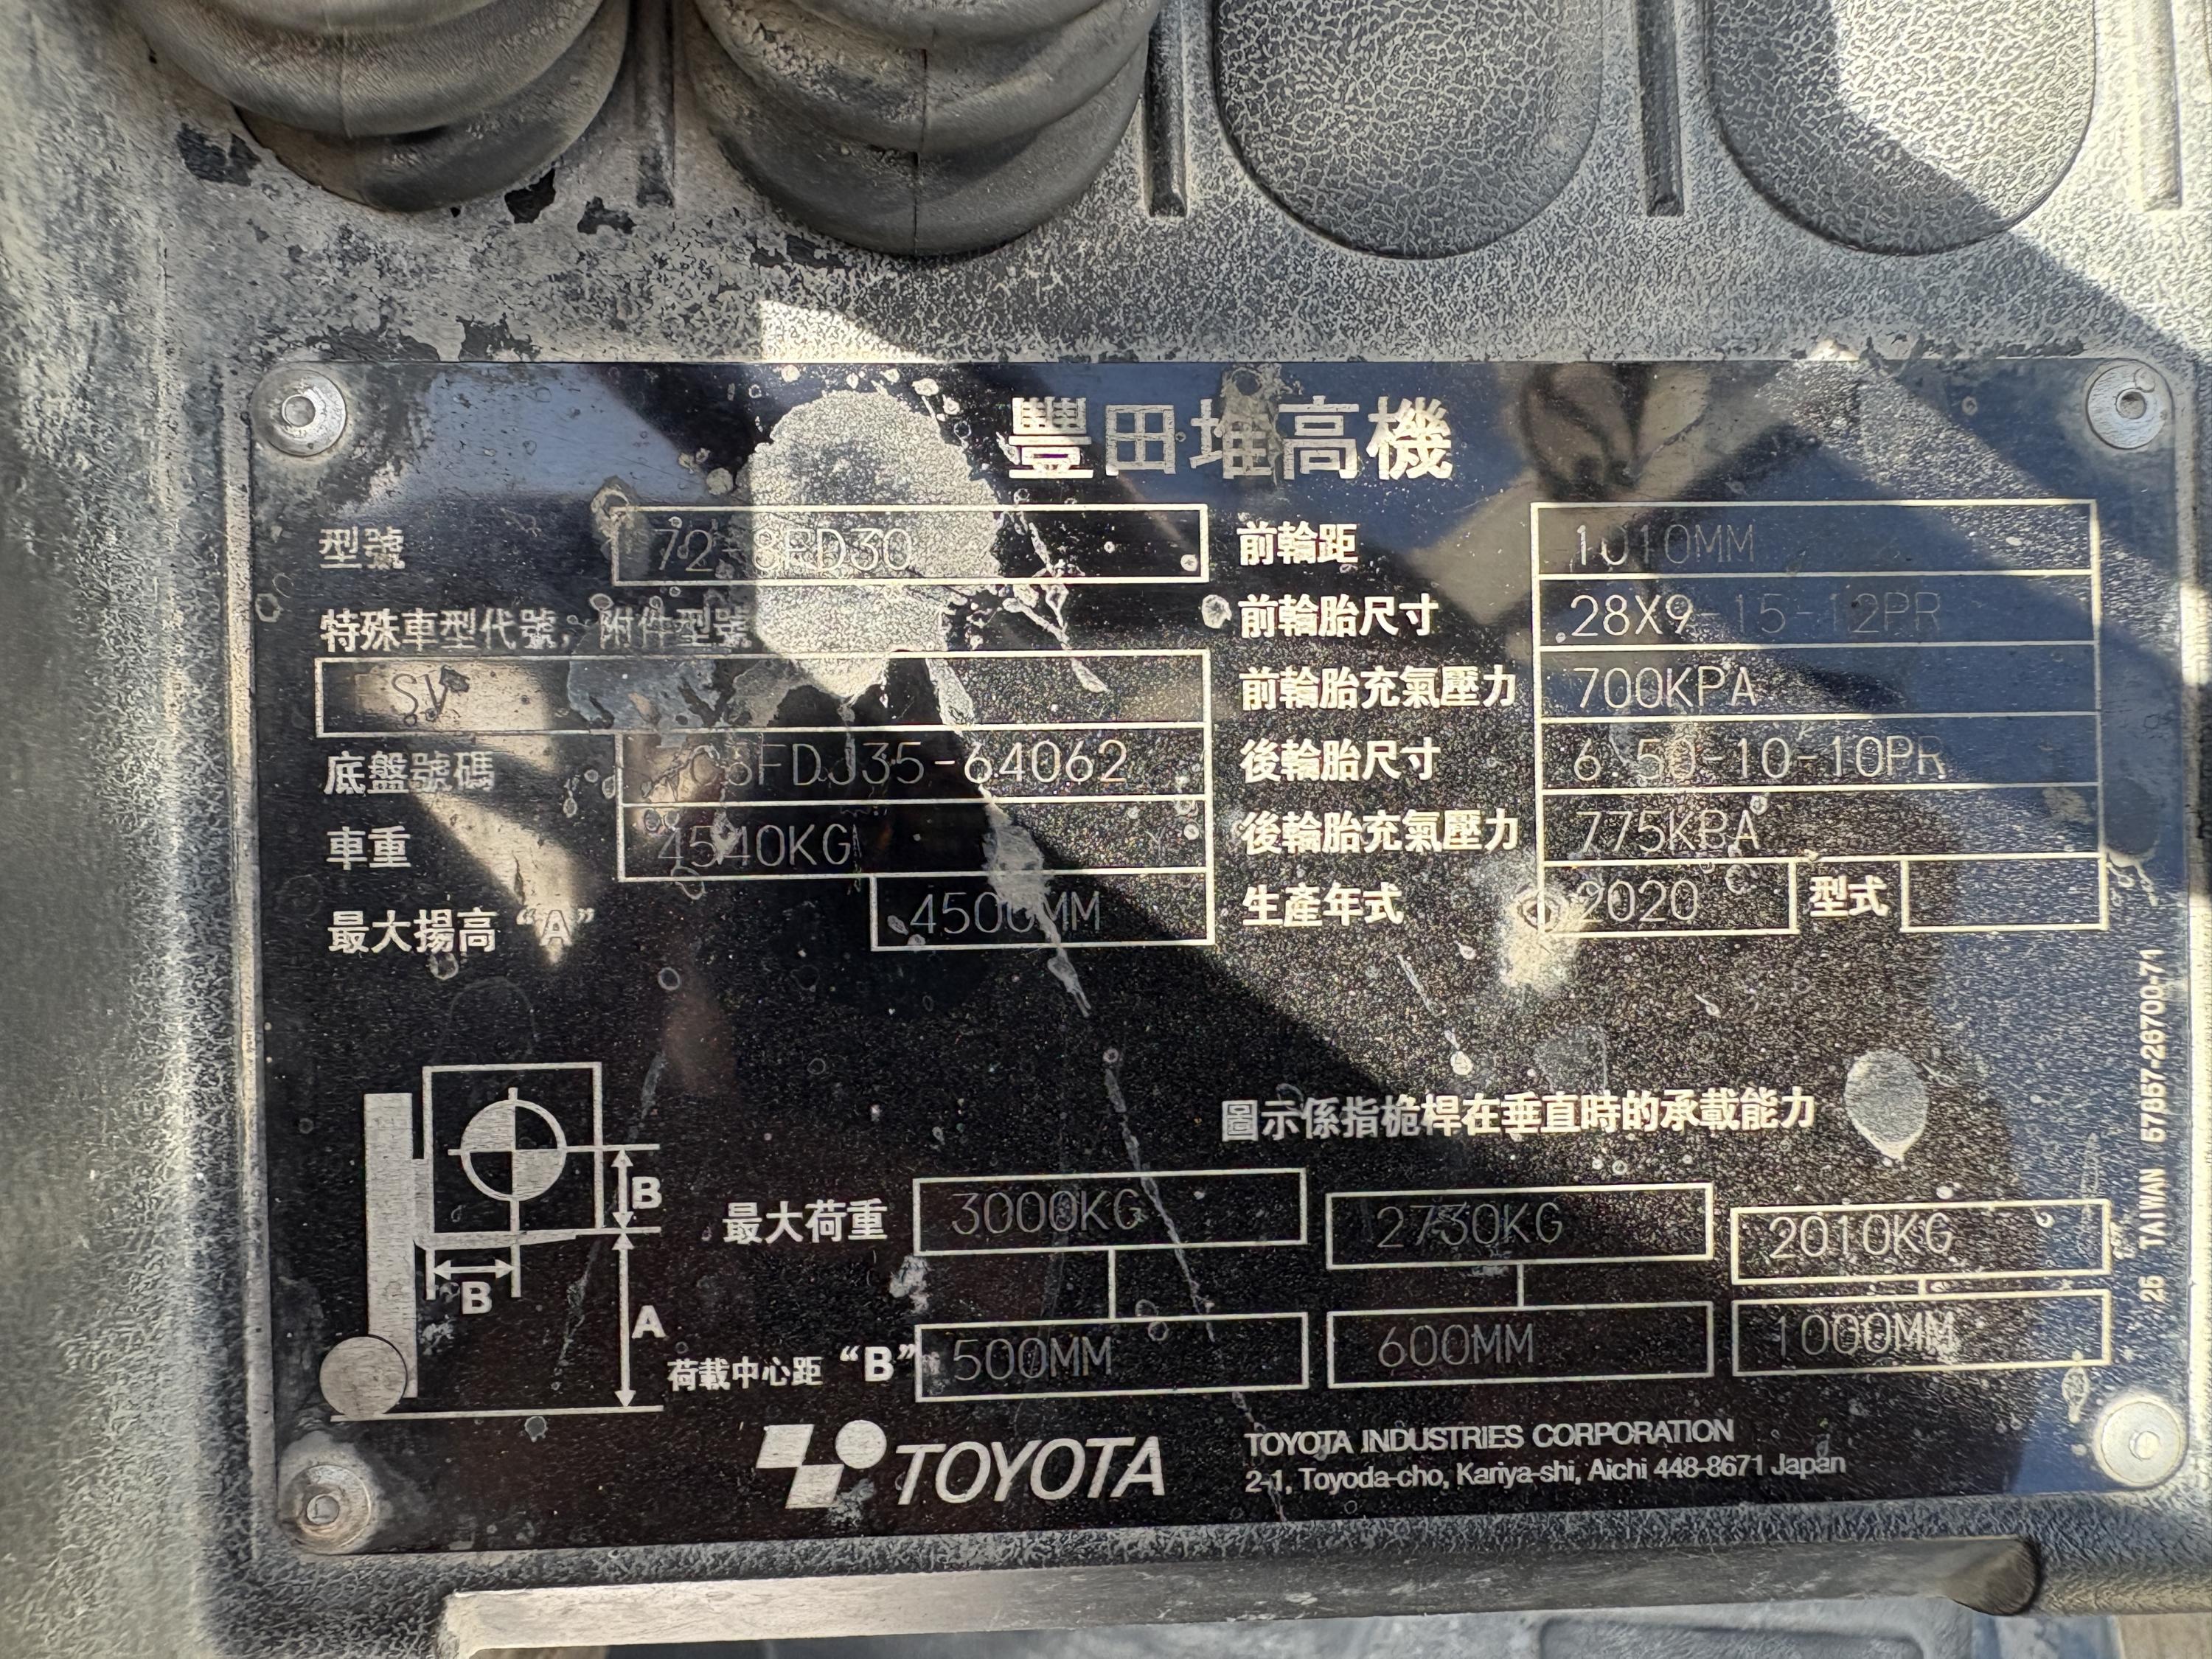 豐田堆高機
型號 72-8FD30
特殊車型代號，附件型號
SV
底盤號碼 -64062
車重 4540KG
最大揚高 “A” 4500MM
前輪距 1010MM
前輪胎尺寸 28X9-15-12PR
前輪胎充氣壓力 700KPA
後輪胎尺寸 6.50-10-10PR
後輪胎充氣壓力 775KPA
生產年式 2020 型式
圖示係指桅桿在垂直時的承載能力
B
B
A
最大荷重 3000KG 2730KG 2010KG
荷載中心距 “B” 500MM 600MM 1000MM
TOYOTA
TOYOTA INDUSTRIES CORPORATION
2-1, Toyoda-cho, Kariya-shi, Aichi 448-8671 Japan
26 TAIWAN 57867-26700-71